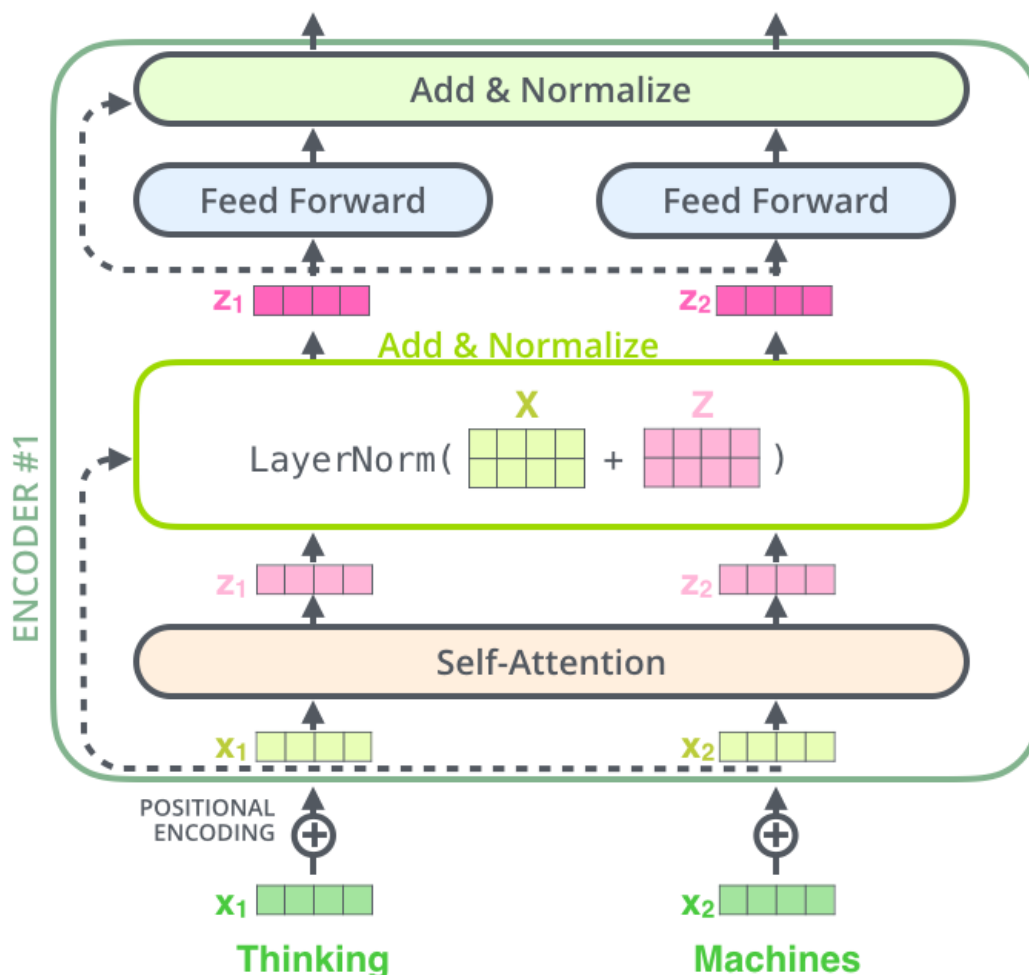 Add & Normalize
Feed Forward
Feed Forward
z1
z2
Add & Normalize
X
Z
LayerNorm( + )
ENCODER #1
z1
z2
Self-Attention
x1
x2
POSITIONAL
ENCODING
x1
x2
Thinking
Machines